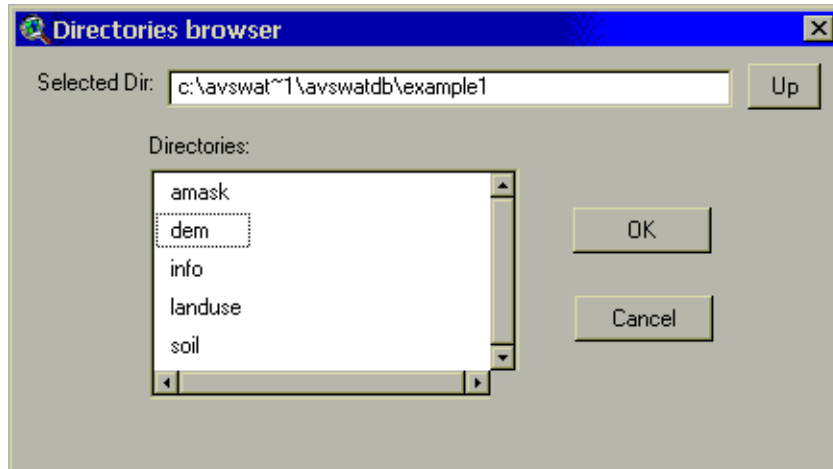 Directories browser
Selected Dir: c:\avswat~1\avswatdb\example1 Up
Directories:
amask
dem
OK
info
landuse
Cancel
soil